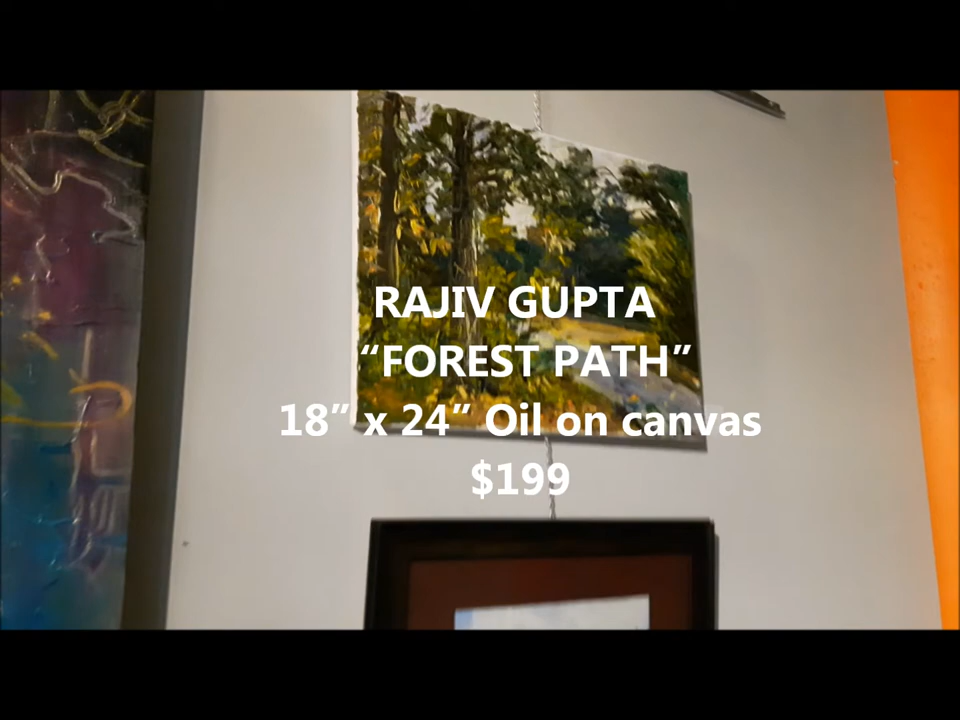 RAJIV GUPTA
“FOREST PATH”
18” x 24” Oil on canvas
$199